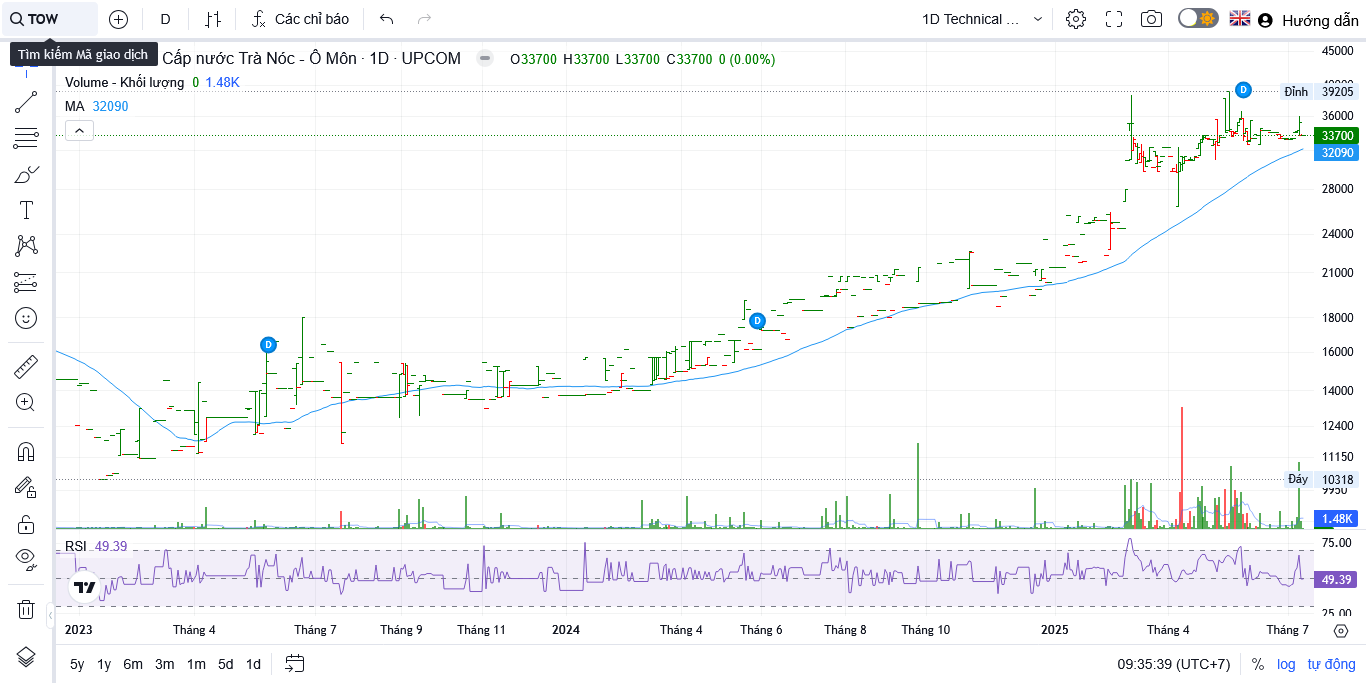 TOW
D
Các chỉ báo
1D Technical ...
Hướng dẫn
Tìm kiếm Mã giao dịch
Cấp nước Trà Nóc - Ô Môn · 1D · UPCOM
O33700 H33700 L33700 C33700 0 (0.00%)
Volume - Khối lượng 0 1.48K
MA 32090
45000
D
Đỉnh 39205
36000
33700
32090
28000
24000
21000
18000
D
D
16000
14000
12400
11150
Đáy 10318
9950
1.48K
RSI 49.39
75.00
49.39
25.00
2023 Tháng 4 Tháng 7 Tháng 9 Tháng 11 2024 Tháng 4 Tháng 6 Tháng 8 Tháng 10 2025 Tháng 4 Tháng 7
5y 1y 6m 3m 1m 5d 1d
09:35:39 (UTC+7) % log tự động